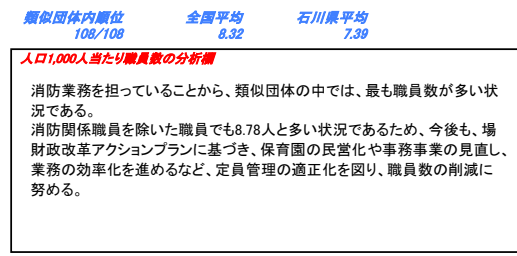 類似団体内順位 全国平均 石川県平均
108/108 8.32 7.39
人口1,000人当たり職員数の分析欄
消防業務を担っていることから、類似団体の中では、最も職員数が多い状
況である。
消防関係職員を除いた職員でも8.78人と多い状況であるため、今後も、場
財政改革アクションプランに基づき、保育園の民営化や事務事業の見直し、
業務の効率化を進めるなど、定員管理の適正化を図り、職員数の削減に
努める。